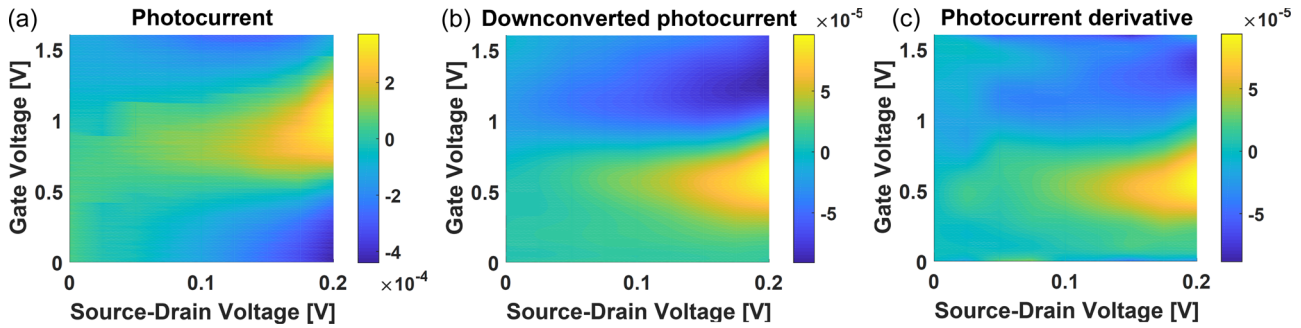 (a)
Photocurrent
Gate Voltage [V]
1.5
1
0.5
0
0
0.1
0.2
Source-Drain Voltage [V]
2
0
-2
-4
×10⁻⁴
(b)
Downconverted photocurrent
×10⁻⁵
Gate Voltage [V]
1.5
1
0.5
0
0
0.1
0.2
Source-Drain Voltage [V]
5
0
-5
(c)
Photocurrent derivative
×10⁻⁵
Gate Voltage [V]
1.5
1
0.5
0
0
0.1
0.2
Source-Drain Voltage [V]
5
0
-5